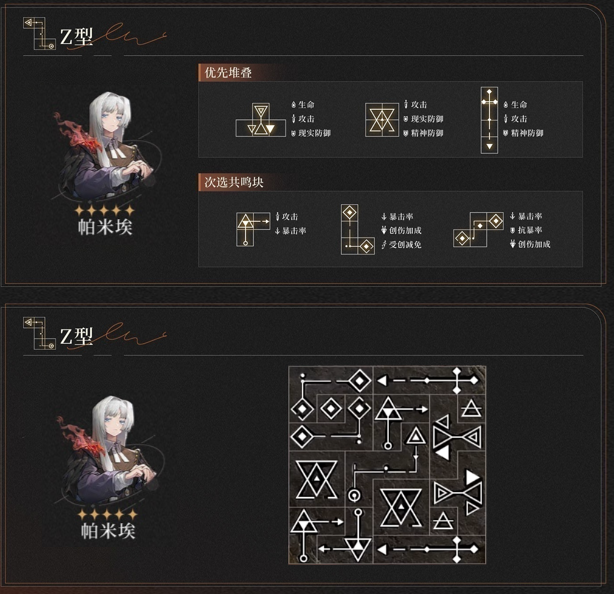 Z型
优先堆叠
生命
攻击
现实防御
攻击
现实防御
精神防御
生命
攻击
精神防御
次选共鸣块
攻击
暴击率
暴击率
创伤加成
受创减免
暴击率
抗暴率
创伤加成
帕米埃
Z型
帕米埃